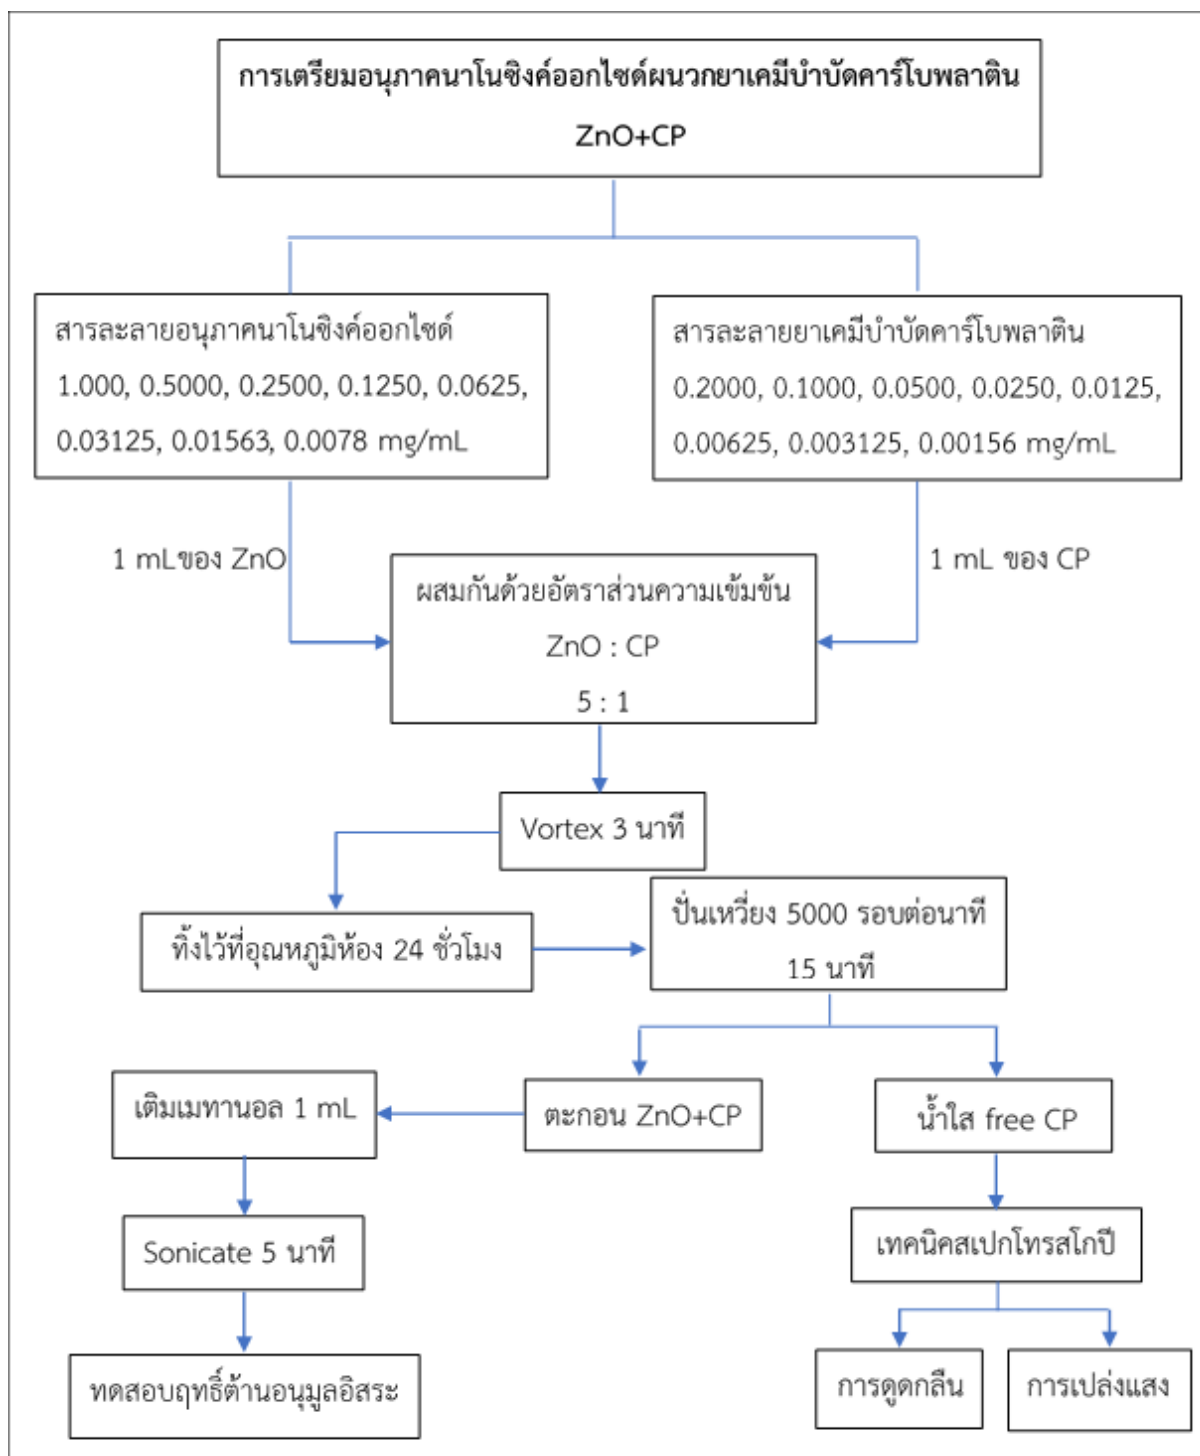 การเตรียมอนุภาคนาโนซิงค์ออกไซด์ผนวกยาเคมีบำบัดคาร์โบพลาติน
ZnO+CP
สารละลายอนุภาคนาโนซิงค์ออกไซด์
1.000, 0.5000, 0.2500, 0.1250, 0.0625,
0.03125, 0.01563, 0.0078 mg/mL
สารละลายยาเคมีบำบัดคาร์โบพลาติน
0.2000, 0.1000, 0.0500, 0.0250, 0.0125,
0.00625, 0.003125, 0.00156 mg/mL
1 mLของ ZnO
1 mL ของ CP
ผสมกันด้วยอัตราส่วนความเข้มข้น
ZnO : CP
5 : 1
Vortex 3 นาที
ทิ้งไว้ที่อุณหภูมิห้อง 24 ชั่วโมง
ปั่นเหวี่ยง 5000 รอบต่อนาที
15 นาที
เติมเมทานอล 1 mL
ตะกอน ZnO+CP
น้ำใส free CP
Sonicate 5 นาที
เทคนิคสเปกโทรสโกปี
ทดสอบฤทธิ์ต้านอนุมูลอิสระ
การดูดกลืน
การเปล่งแสง